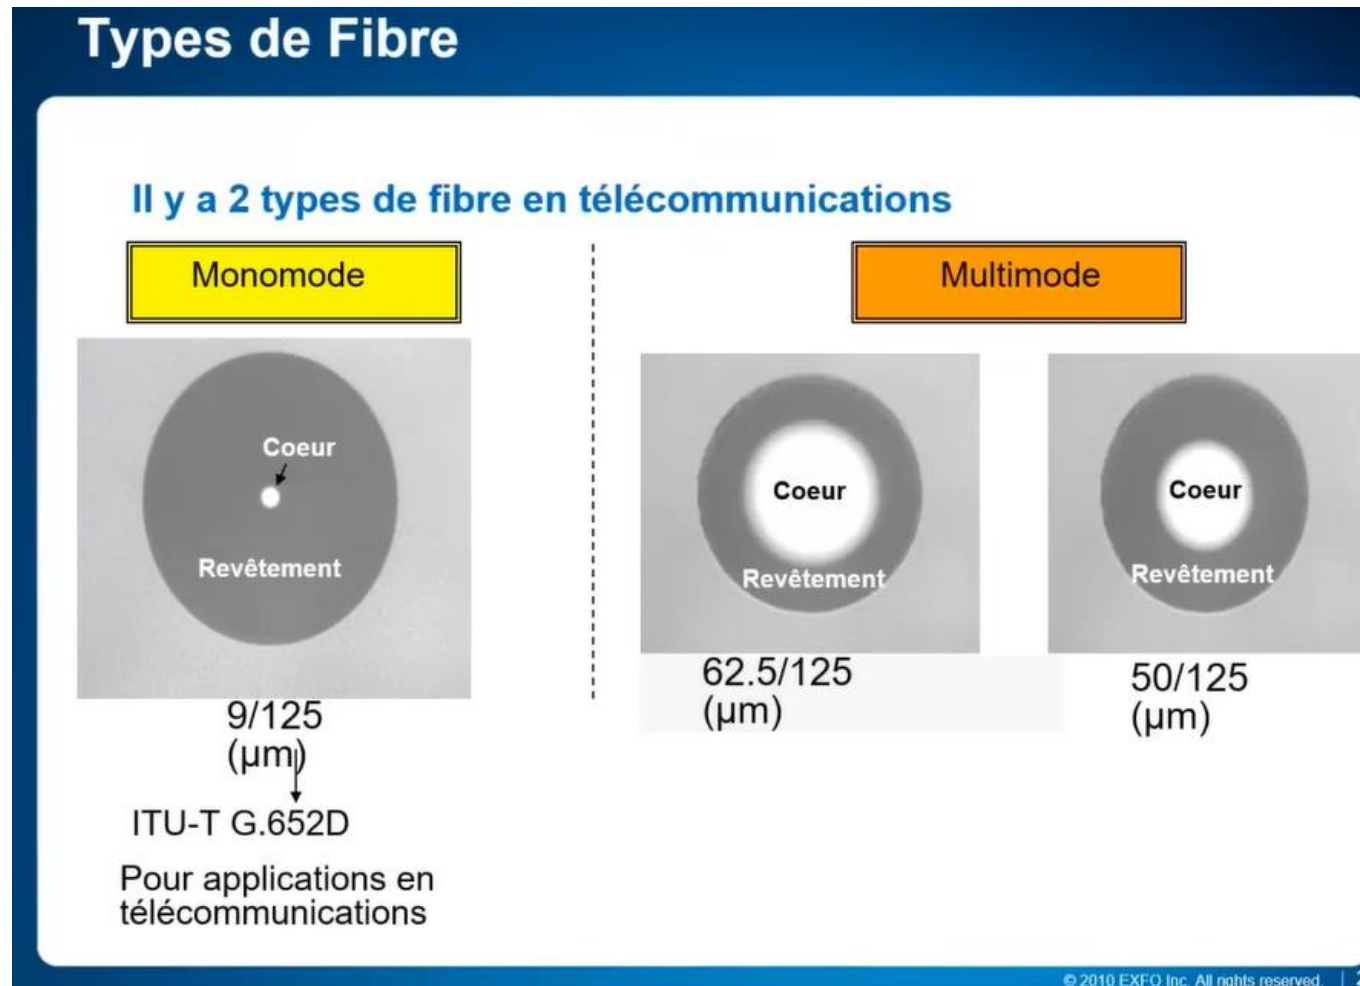 Types de Fibre
Il y a 2 types de fibre en télécommunications
Monomode
Coeur
Revêtement
9/125
(µm)
ITU-T G.652D
Pour applications en
télécommunications
Multimode
Coeur
Revêtement
62.5/125
(µm)
Coeur
Revêtement
50/125
(µm)
© 2010 EXFO Inc. All rights reserved.